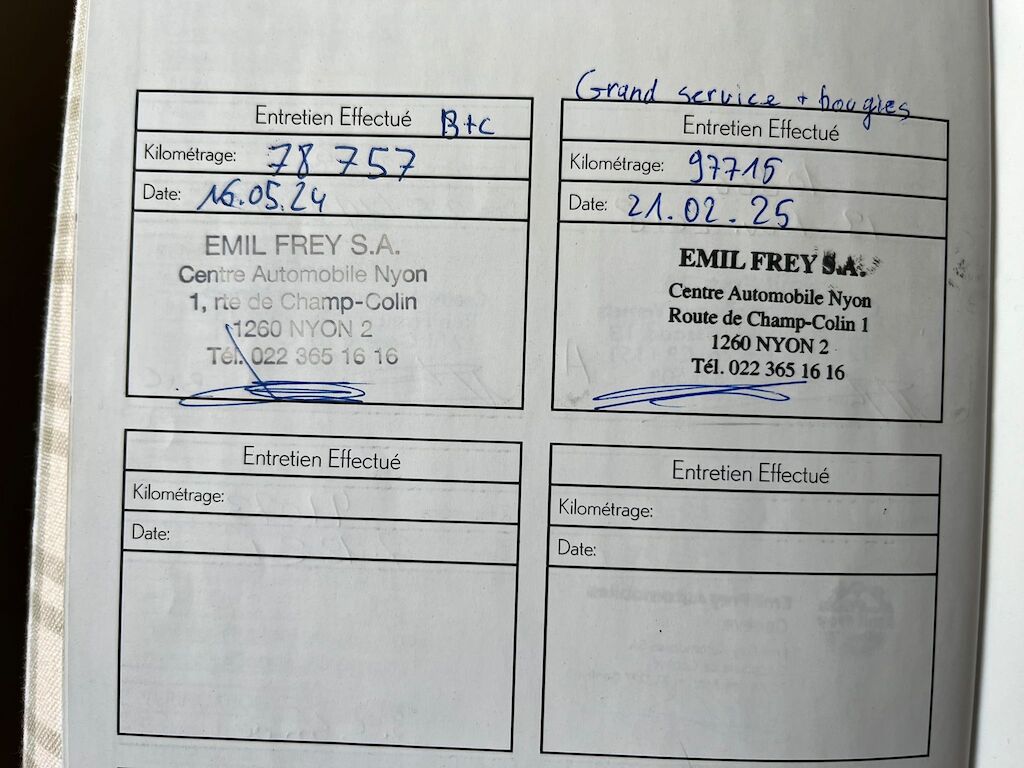 Entretien Effectué B+C
Kilométrage: 78 757
Date: 16.05.24
EMIL FREY S.A.
Centre Automobile Nyon
1, rte de Champ-Colin
1260 NYON 2
Tél. 022 365 16 16
Grand service + bougies
Entretien Effectué
Kilométrage: 97715
Date: 21.02.25
EMIL FREY S.A.
Centre Automobile Nyon
Route de Champ-Colin 1
1260 NYON 2
Tél. 022 365 16 16
Entretien Effectué
Kilométrage:
Date:
Entretien Effectué
Kilométrage:
Date: